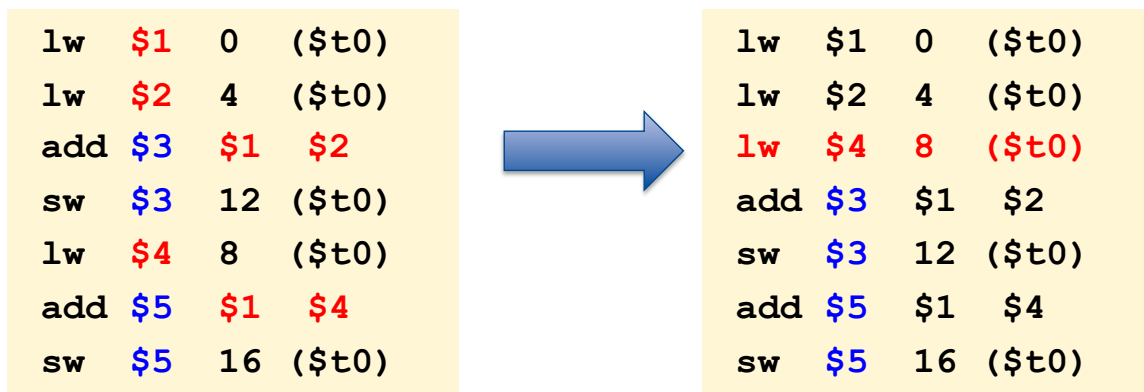 lw $1 0 ($t0)
lw $2 4 ($t0)
add $3 $1 $2
sw $3 12 ($t0)
lw $4 8 ($t0)
add $5 $1 $4
sw $5 16 ($t0)
lw $1 0 ($t0)
lw $2 4 ($t0)
lw $4 8 ($t0)
add $3 $1 $2
sw $3 12 ($t0)
add $5 $1 $4
sw $5 16 ($t0)